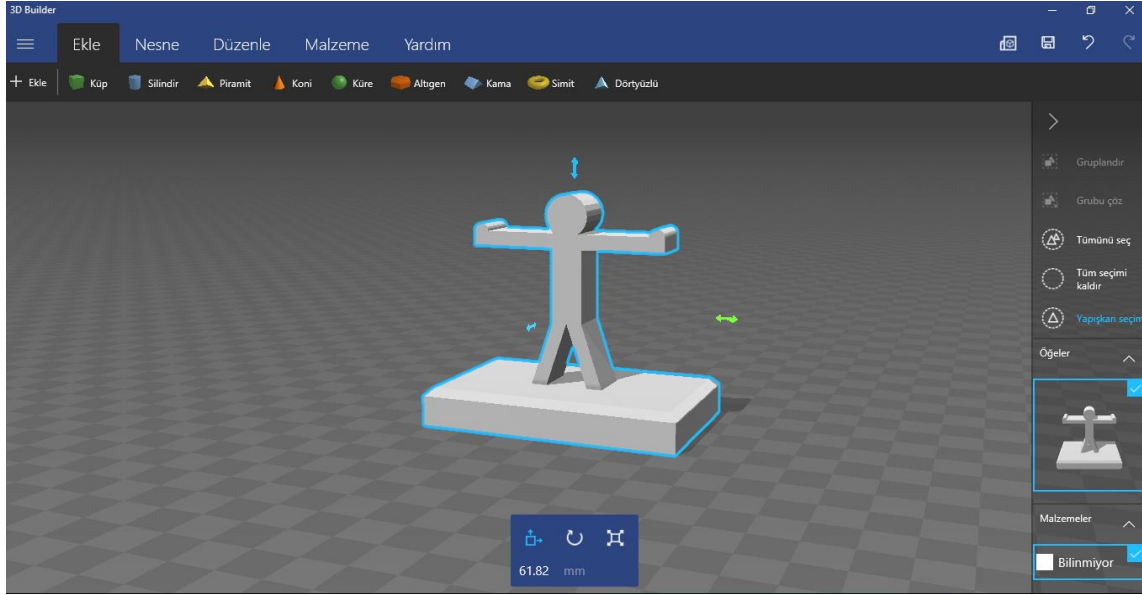 3D Builder
Ekle Nesne Düzenle Malzeme Yardım
+ Ekle Küp Silindir Piramit Koni Küre Altıgen Kama Simit Dörtyüzlü
Gruplandır
Grubu çöz
Tümünü seç
Tüm seçimi
kaldır
Yapışkan seçim
Öğeler
Malzemeler
Bilinmiyor
61.82 mm